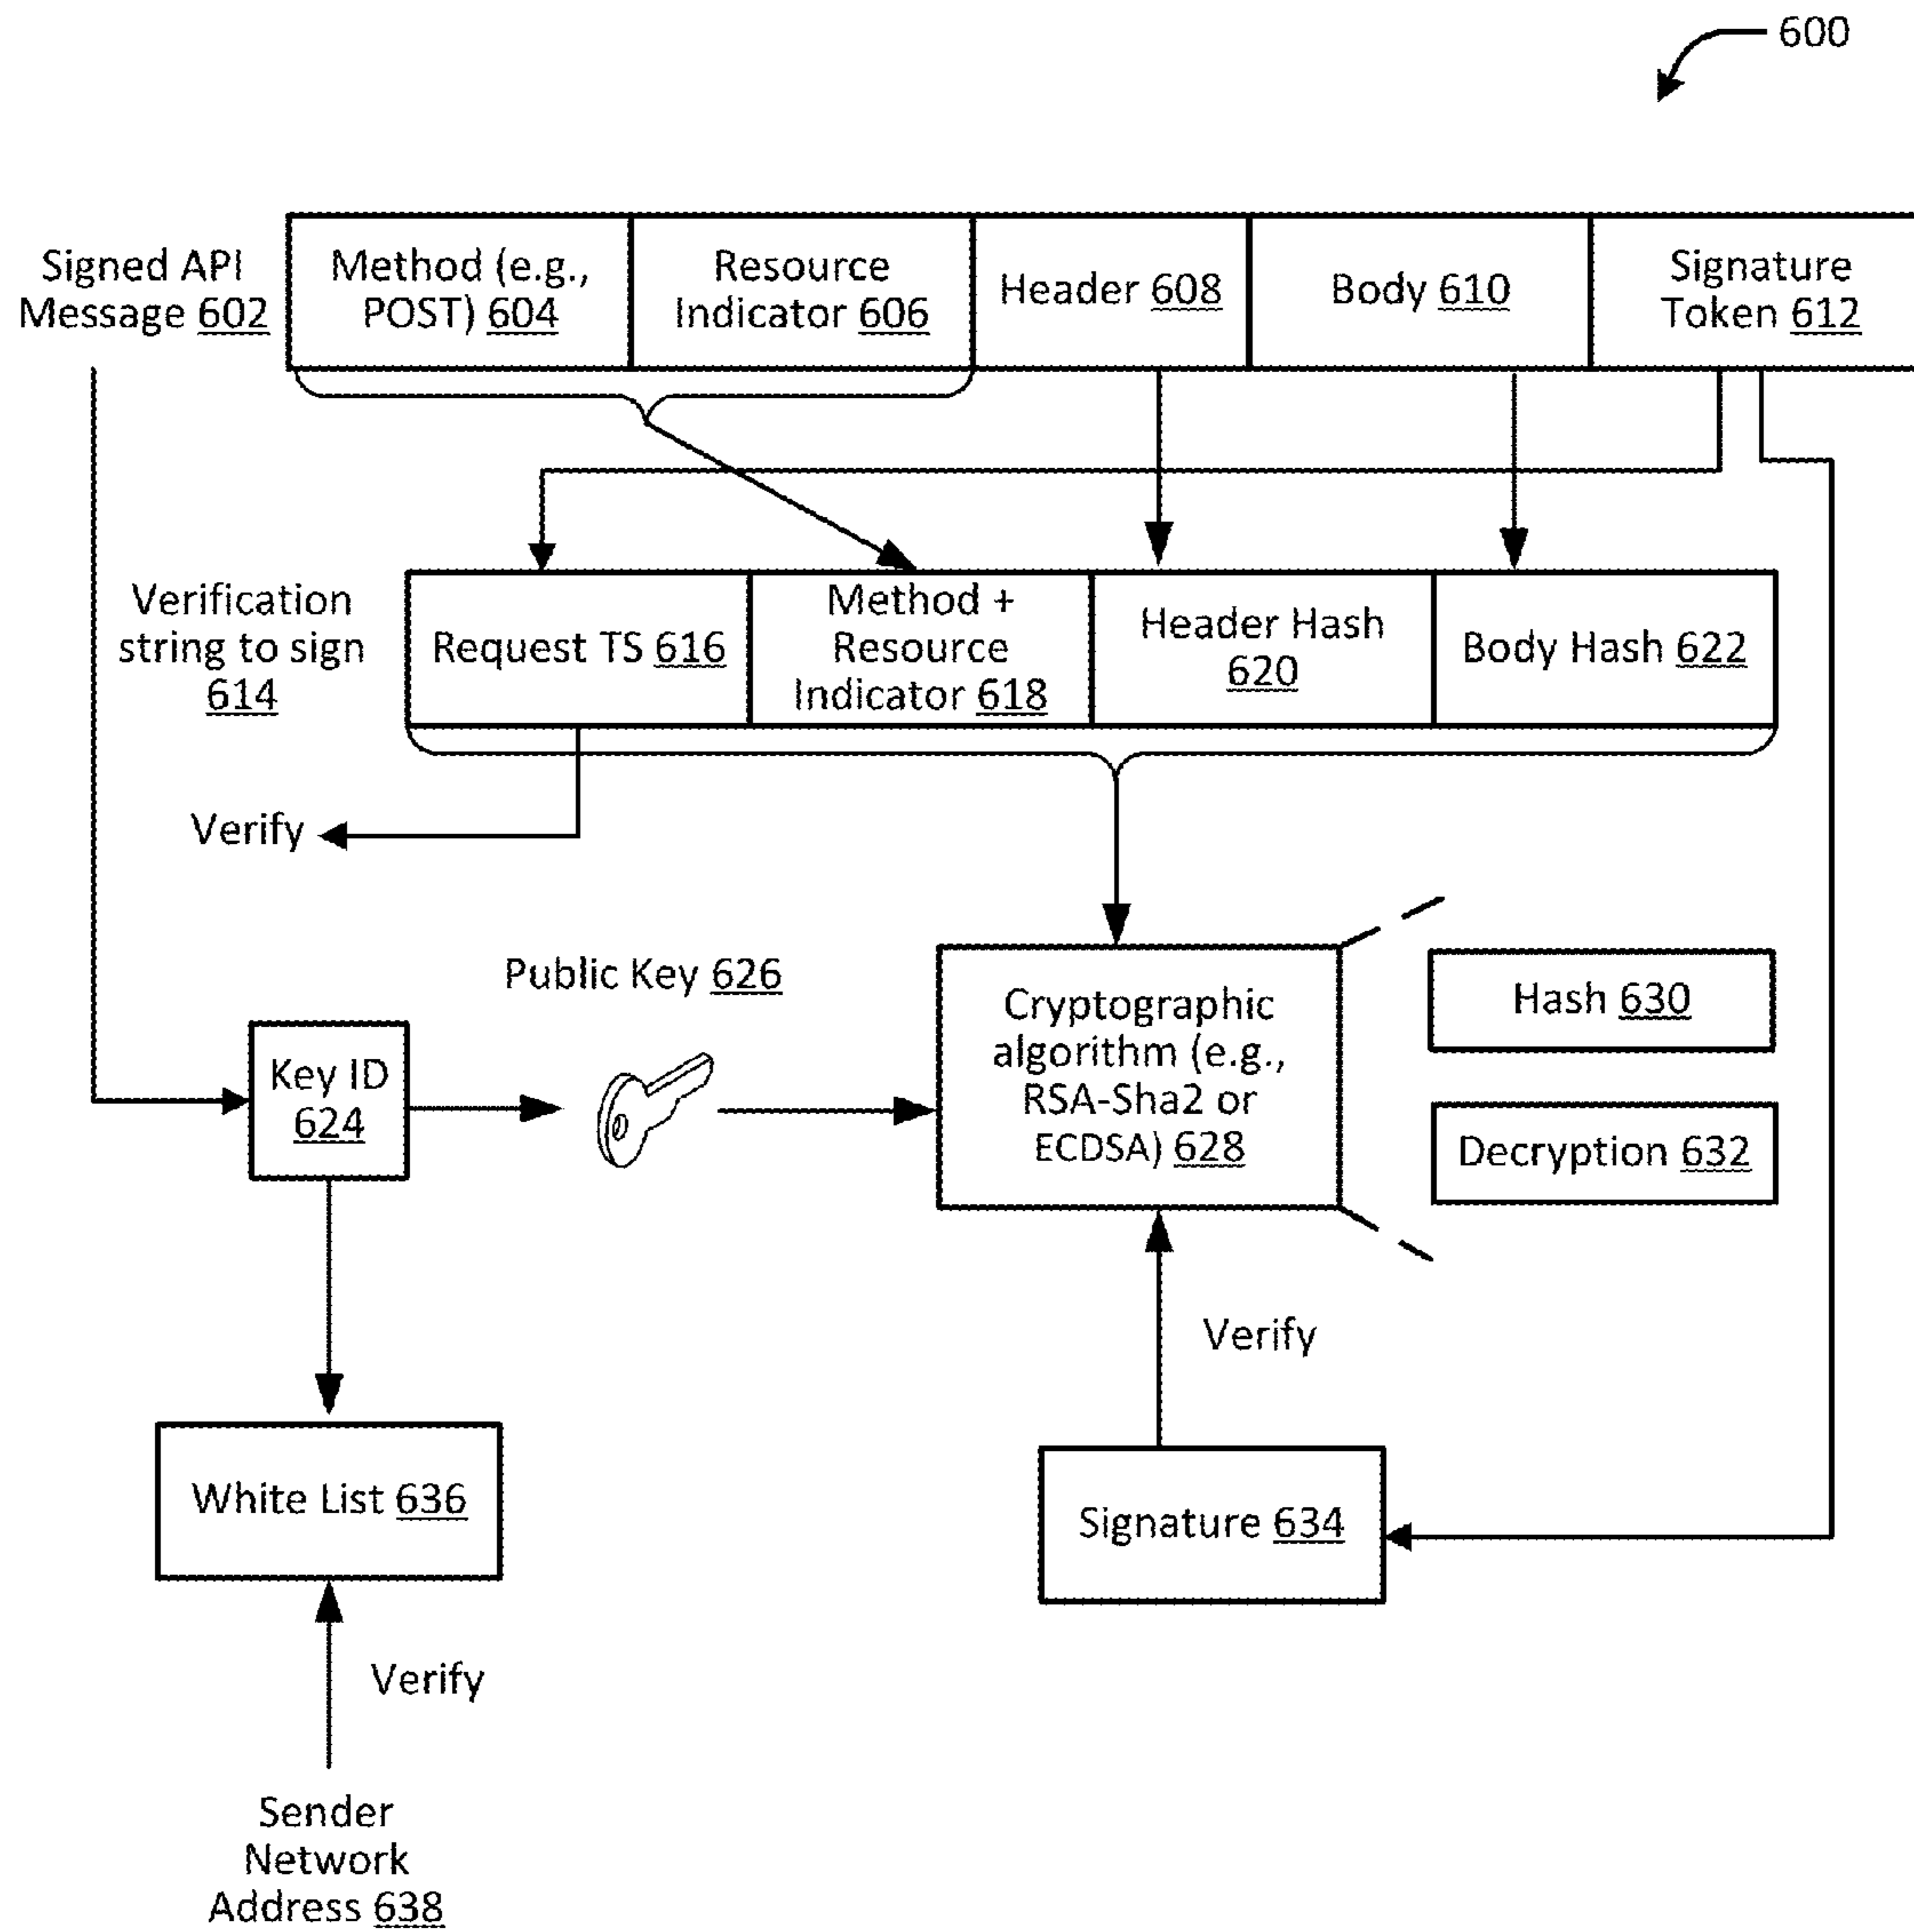 600
Signed API
Message 602
Method (e.g.,
POST) 604
Resource
Indicator 606
Header 608
Body 610
Signature
Token 612
Verification
string to sign
614
Request TS 616
Method +
Resource
Indicator 618
Header Hash
620
Body Hash 622
Verify
Public Key 626
Key ID
624
Cryptographic
algorithm (e.g.,
RSA-Sha2 or
ECDSA) 628
Hash 630
Decryption 632
Verify
White List 636
Signature 634
Verify
Sender
Network
Address 638